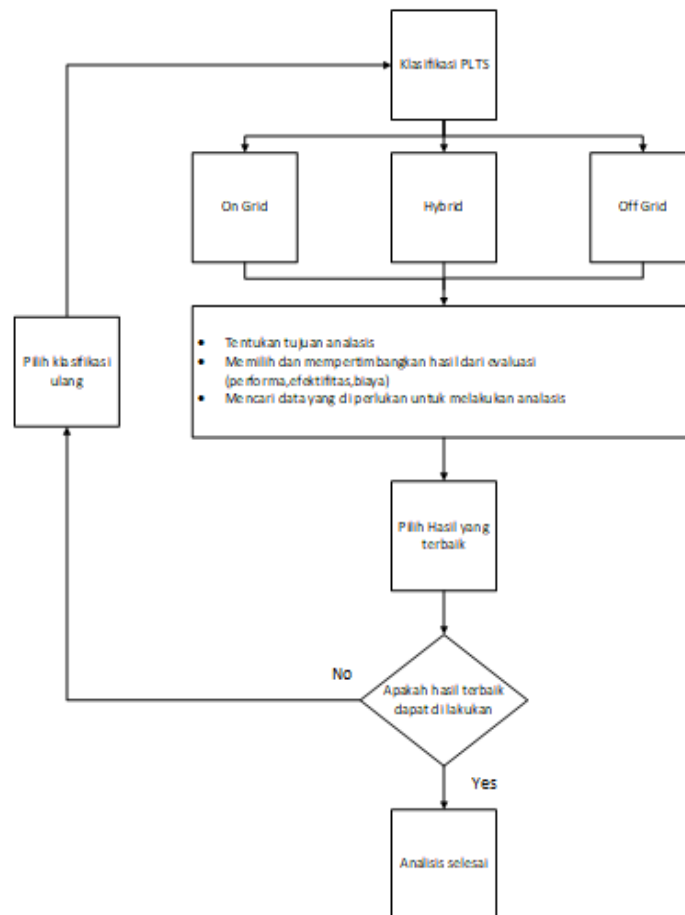 Klasifikasi PLTS
On Grid
Hybrid
Off Grid
Pilih klasfikasi
ulang
• Tentukan tujuan analasis
• Memilih dan mempertimbangkan hasil dari evaluasi
(performa,efektifitas,biaya)
• Mencari data yang di perlukan untuk melakukan analasis
Pilih Hasil yang
terbaik
No
Apakah hasil terbaik
dapat di lakukan
Yes
Analisis selesai